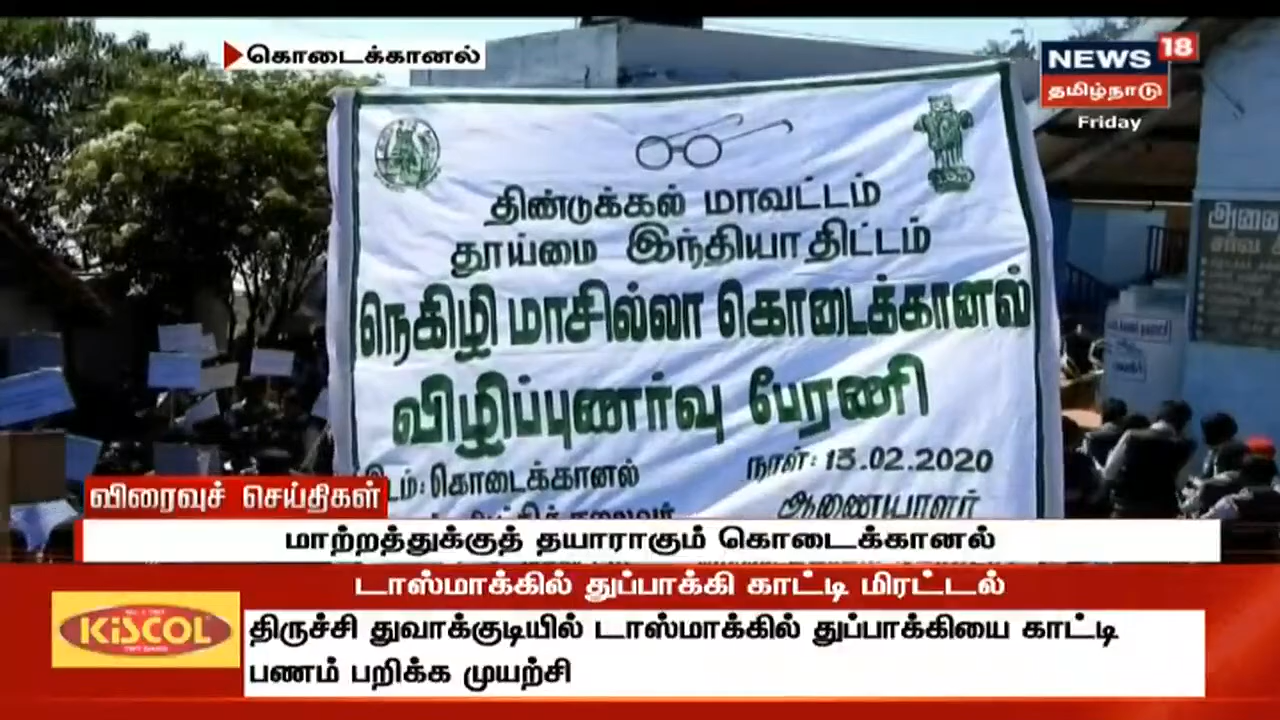 கொடைக்கானல்
NEWS 18
தமிழ்நாடு
Friday
திண்டுக்கல் மாவட்டம்
தூய்மை இந்தியா திட்டம்
நெகிழி மாசில்லா கொடைக்கானல்
விழிப்புணர்வு பேரணி
கொடைக்கானல்
நாள்: 15.02.2020
ஆணையாளர்
விரைவுச் செய்திகள்
மாற்றத்துக்குத் தயாராகும் கொடைக்கானல்
டாஸ்மாக்கில் துப்பாக்கி காட்டி மிரட்டல்
KiSCOL
திருச்சி துவாக்குடியில் டாஸ்மாக்கில் துப்பாக்கியை காட்டி
பணம் பறிக்க முயற்சி